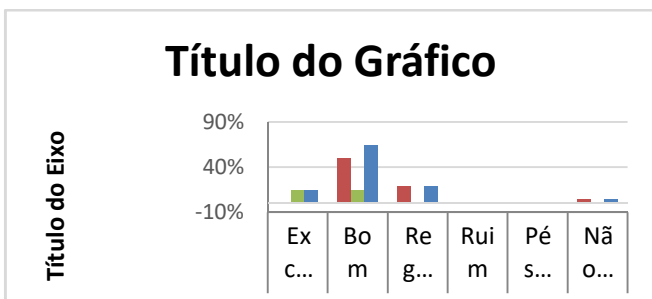 Título do Gráfico
Título do Eixo
90%
40%
-10%
Ex
c...
Bo
m
Re
g...
Rui
m
Pé
s...
Nã
o...